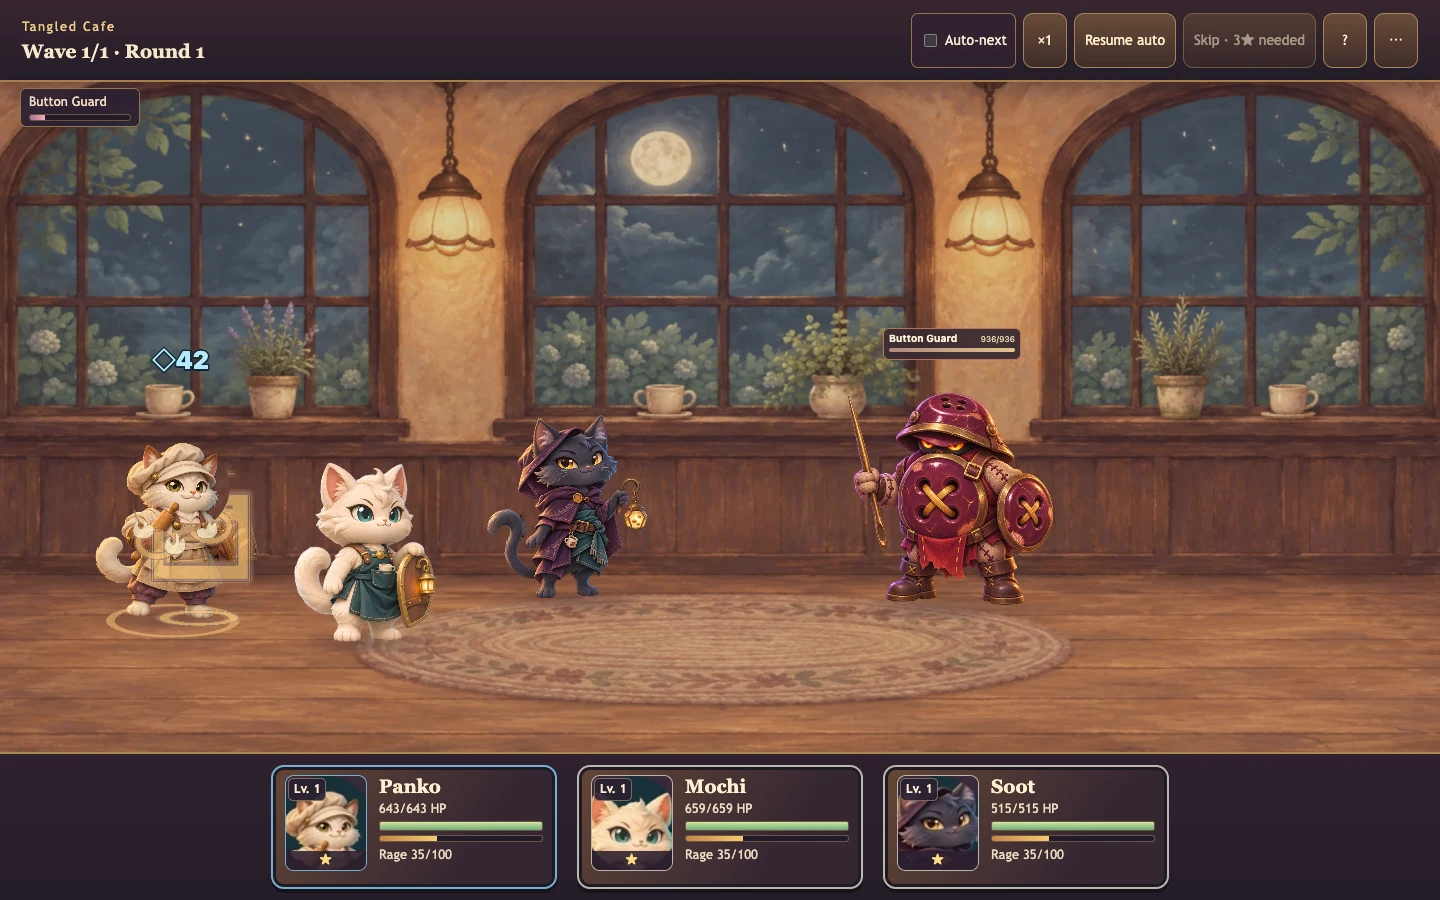 Tangled Cafe
Wave 1/1 · Round 1
Auto-next
×1
Resume auto
Skip · 3★ needed
?
···
Button Guard
◇42
Button Guard 936/936
Lv. 1
Panko
643/643 HP
Rage 35/100
Lv. 1
Mochi
659/659 HP
Rage 35/100
Lv. 1
Soot
515/515 HP
Rage 35/100